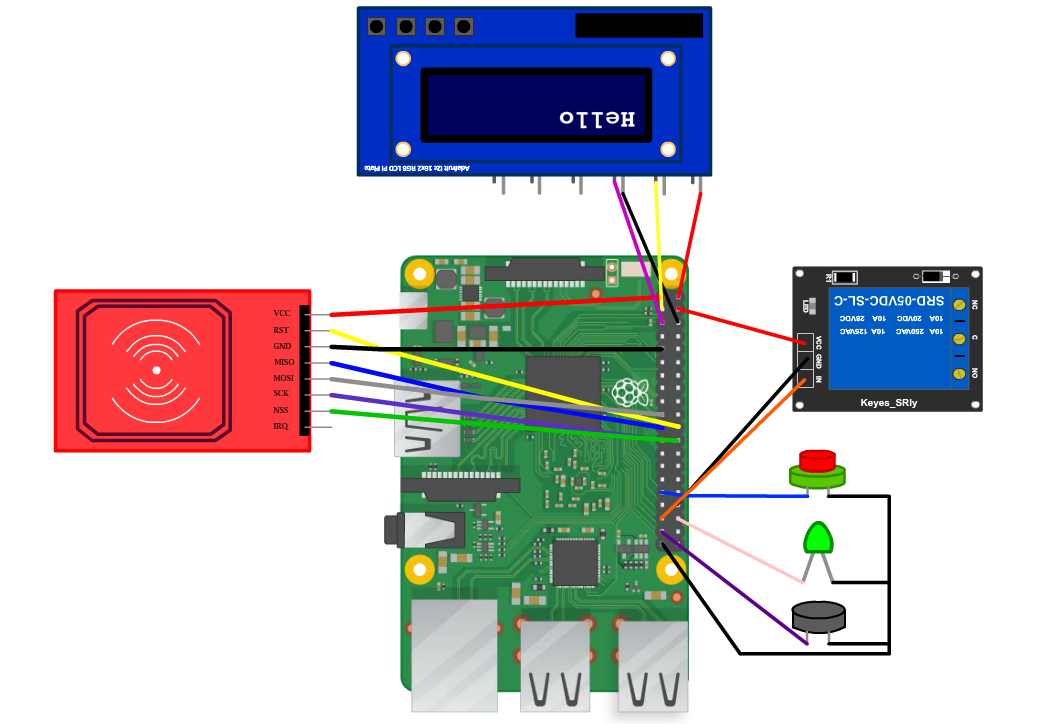 Hello
Adafruit i2c 16x2 RGB LCD Pi Plate
VCC
RST
GND
MISO
MOSI
SCK
NSS
IRQ
R1
LED
VCC GND IN
SRD-05VDC-SL-C
10A 250VAC 10A 125VAC
10A 30VDC 10A 28VDC
NC
C
NO
Keyes_SRly